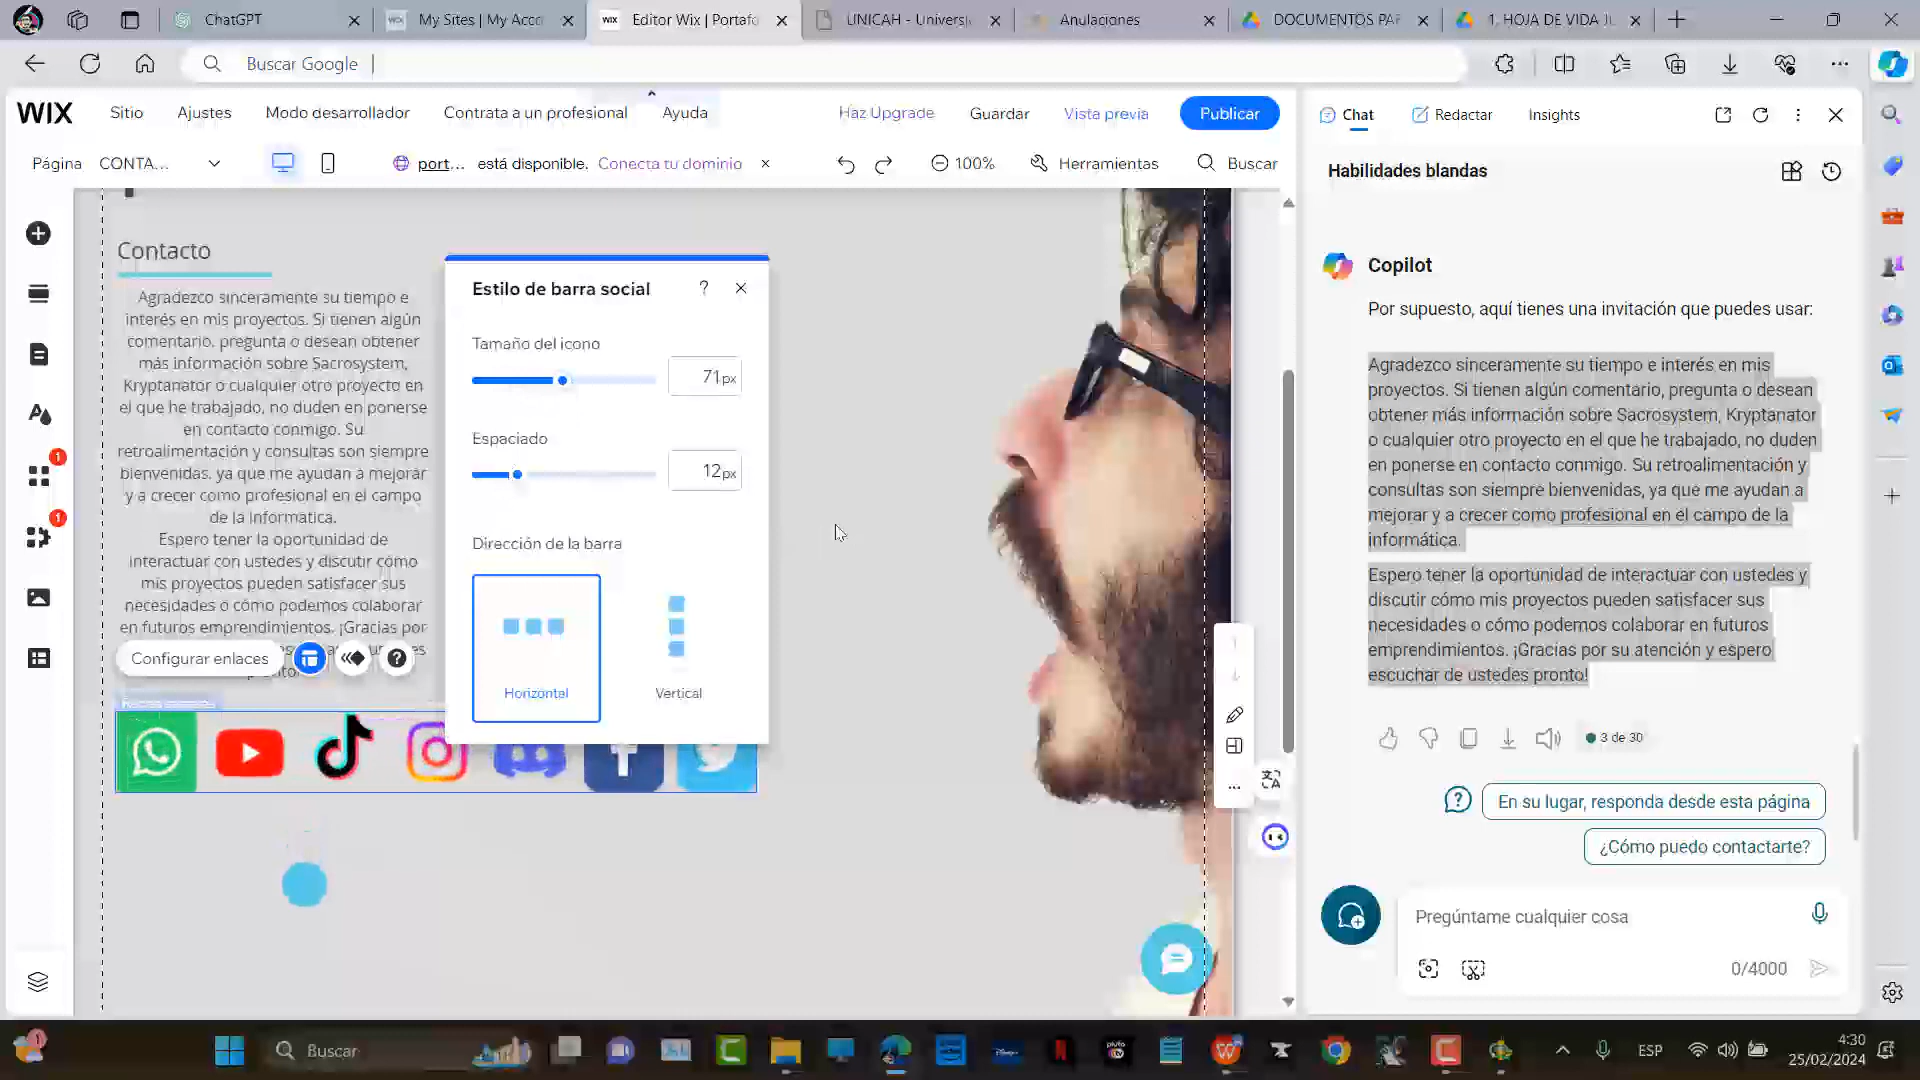 ChatGPT
WIX My Sites | My Acco
WIX Editor Wix | Portafo
UNICAH - Universi
Anulaciones
DOCUMENTOS PAR
1. HOJA DE VIDA JU
Buscar Google
WIX
Sitio
Ajustes
Modo desarrollador
Contrata a un profesional
Ayuda
Haz Upgrade
Guardar
Vista previa
Publicar
Página
CONTA...
port...
está disponible.
Conecta tu dominio
100%
Herramientas
Buscar
Contacto
Agradezco sinceramente su tiempo e
interés en mis proyectos. Si tienen algún
comentario, pregunta o desean obtener
más información sobre Sacrosystem,
Kryptanator o cualquier otro proyecto en
el que he trabajado, no duden en ponerse
en contacto conmigo. Su
retroalimentación y consultas son siempre
bienvenidas, ya que me ayudan a mejorar
y a crecer como profesional en el campo
de la informática.
Espero tener la oportunidad de
interactuar con ustedes y discutir cómo
mis proyectos pueden satisfacer sus
necesidades o cómo podemos colaborar
en futuros emprendimientos. ¡Gracias por
Configurar enlaces
?
1
1
Estilo de barra social
?
Tamaño del icono
71px
Espaciado
12px
Dirección de la barra
Horizontal
Vertical
Chat
Redactar
Insights
Habilidades blandas
Copilot
Por supuesto, aquí tienes una invitación que puedes usar:
Agradezco sinceramente su tiempo e interés en mis
proyectos. Si tienen algún comentario, pregunta o desean
obtener más información sobre Sacrosystem, Kryptanator
o cualquier otro proyecto en el que he trabajado, no duden
en ponerse en contacto conmigo. Su retroalimentación y
consultas son siempre bienvenidas, ya que me ayudan a
mejorar y a crecer como profesional en el campo de la
informática.
Espero tener la oportunidad de interactuar con ustedes y
discutir cómo mis proyectos pueden satisfacer sus
necesidades o cómo podemos colaborar en futuros
emprendimientos. ¡Gracias por su atención y espero
escuchar de ustedes pronto!
3 de 30
En su lugar, responda desde esta página
¿Cómo puedo contactarte?
Pregúntame cualquier cosa
0/4000
1
Buscar
ESP
4:30
25/02/2024